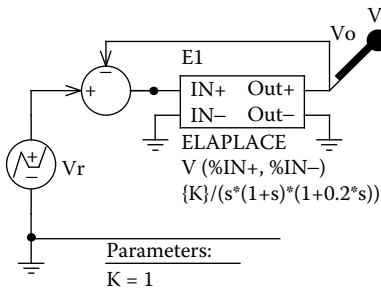 V
Vo
E1
−
+
IN+ Out+
IN− Out−
ELAPLACE
V (%IN+, %IN−)
{K}/(s*(1+s)*(1+0.2*s))
+
−
Vr
Parameters:
K = 1